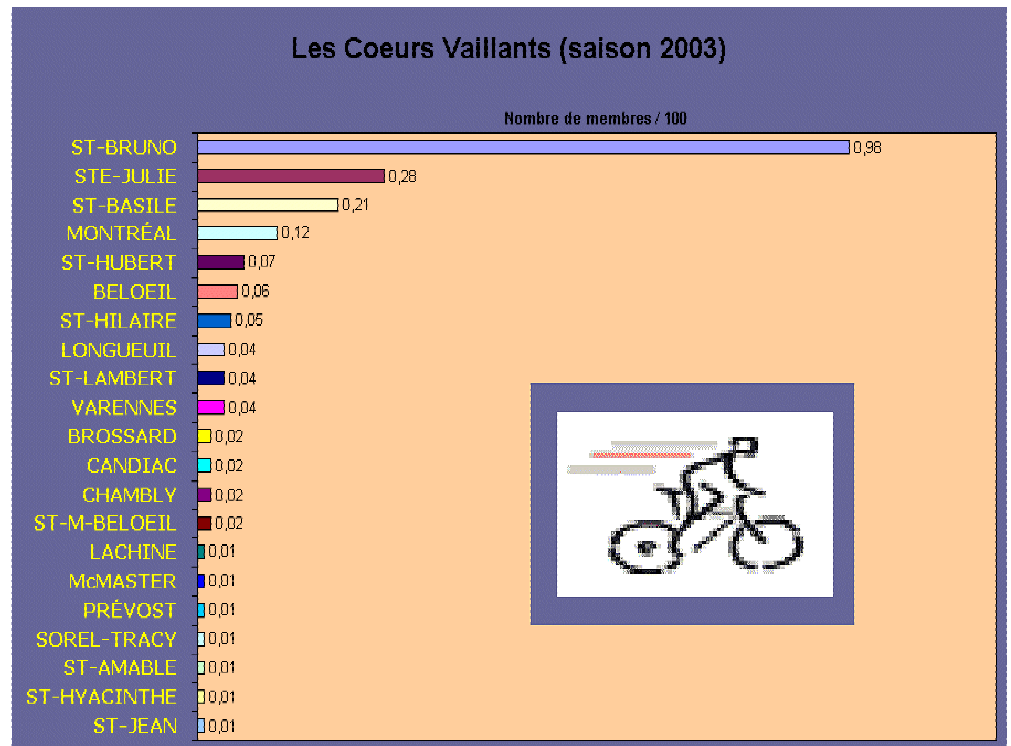 Les Coeurs Vaillants (saison 2003)
Nombre de membres / 100
ST-BRUNO 0,98
STE-JULIE 0,28
ST-BASILE 0,21
MONTRÉAL 0,12
ST-HUBERT 0,07
BELOEIL 0,06
ST-HILAIRE 0,05
LONGUEUIL 0,04
ST-LAMBERT 0,04
VARENNES 0,04
BROSSARD 0,02
CANDIAC 0,02
CHAMBLY 0,02
ST-M-BELOEIL 0,02
LACHINE 0,01
McMASTER 0,01
PRÉVOST 0,01
SOREL-TRACY 0,01
ST-AMABLE 0,01
ST-HYACINTHE 0,01
ST-JEAN 0,01